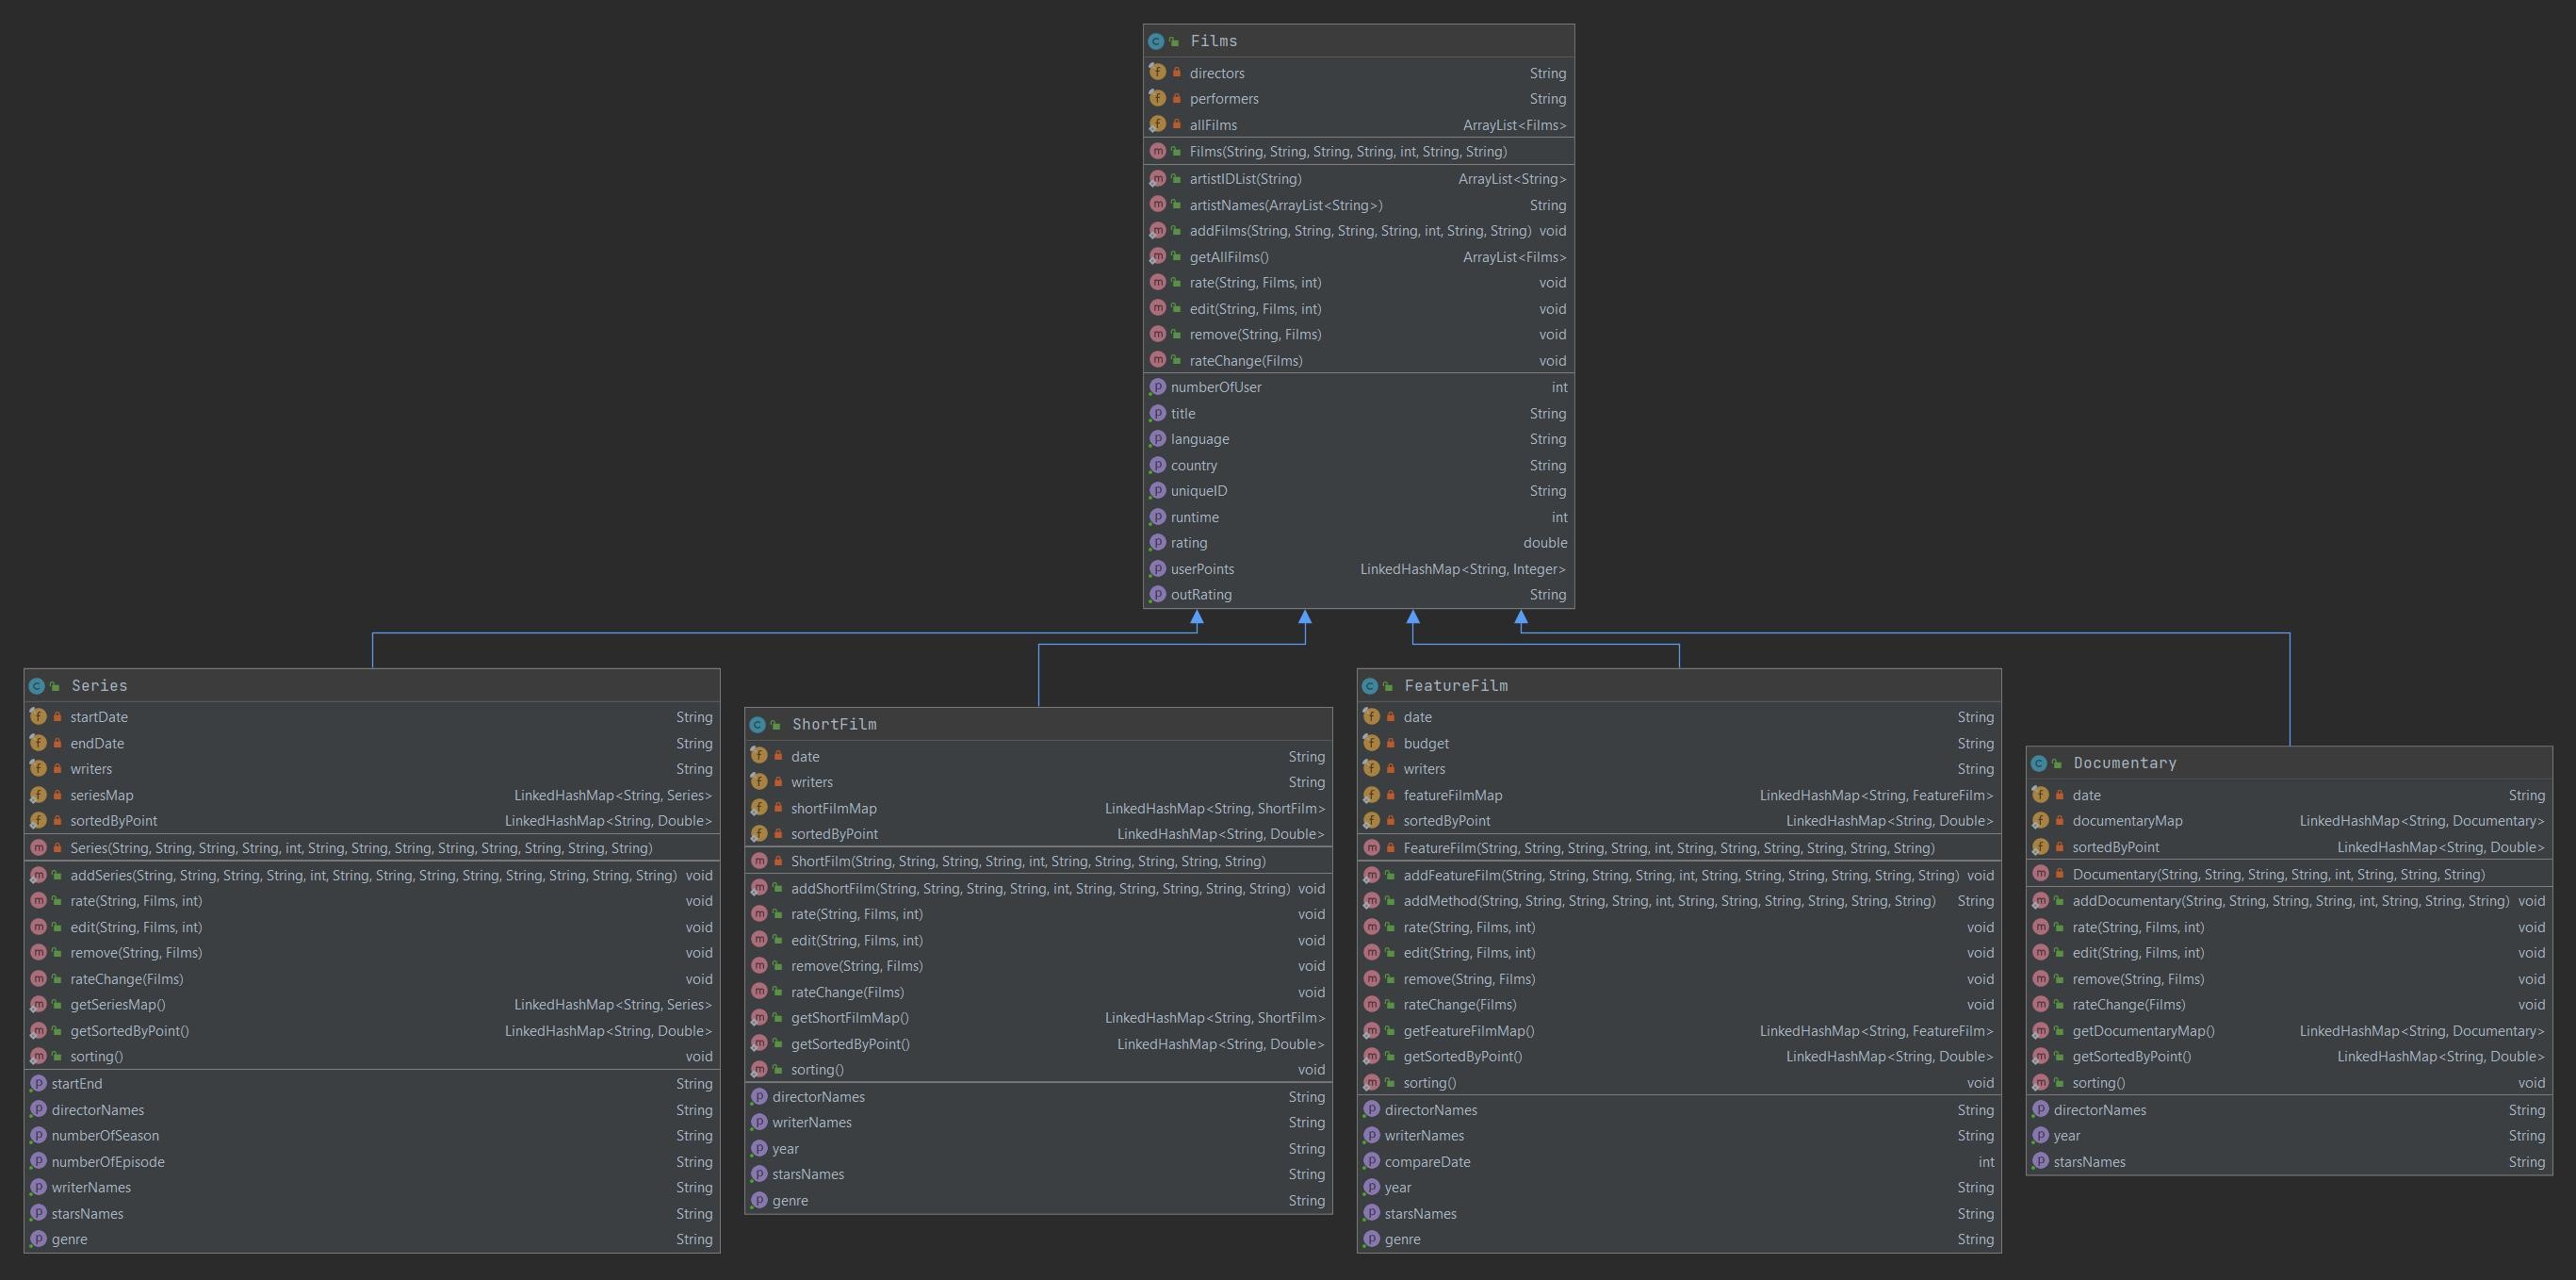 Films
directors String
performers String
allFilms ArrayList<Films>
Films(String, String, String, String, int, String, String)
artistIDList(String) ArrayList<String>
artistNames(ArrayList<String>) String
addFilms(String, String, String, String, int, String, String) void
getAllFilms() ArrayList<Films>
rate(String, Films, int) void
edit(String, Films, int) void
remove(String, Films) void
rateChange(Films) void
numberOfUser int
title String
language String
country String
uniqueID String
runtime int
rating double
userPoints LinkedHashMap<String, Integer>
outRating String
Series
startDate String
endDate String
writers String
seriesMap LinkedHashMap<String, Series>
sortedByPoint LinkedHashMap<String, Double>
Series(String, String, String, String, int, String, String, String, String, String, String, String, String)
addSeries(String, String, String, String, int, String, String, String, String, String, String, String, String) void
rate(String, Films, int) void
edit(String, Films, int) void
remove(String, Films) void
rateChange(Films) void
getSeriesMap() LinkedHashMap<String, Series>
getSortedByPoint() LinkedHashMap<String, Double>
sorting() void
startEnd String
directorNames String
numberOfSeason String
numberOfEpisode String
writerNames String
starsNames String
genre String
ShortFilm
date String
writers String
shortFilmMap LinkedHashMap<String, ShortFilm>
sortedByPoint LinkedHashMap<String, Double>
ShortFilm(String, String, String, String, int, String, String, String, String, String)
addShortFilm(String, String, String, String, int, String, String, String, String, String) void
rate(String, Films, int) void
edit(String, Films, int) void
remove(String, Films) void
rateChange(Films) void
getShortFilmMap() LinkedHashMap<String, ShortFilm>
getSortedByPoint() LinkedHashMap<String, Double>
sorting() void
directorNames String
writerNames String
year String
starsNames String
genre String
FeatureFilm
date String
budget String
writers String
featureFilmMap LinkedHashMap<String, FeatureFilm>
sortedByPoint LinkedHashMap<String, Double>
FeatureFilm(String, String, String, String, int, String, String, String, String, String, String)
addFeatureFilm(String, String, String, String, int, String, String, String, String, String, String) void
addMethod(String, String, String, String, int, String, String, String, String, String, String) String
rate(String, Films, int) void
edit(String, Films, int) void
remove(String, Films) void
rateChange(Films) void
getFeatureFilmMap() LinkedHashMap<String, FeatureFilm>
getSortedByPoint() LinkedHashMap<String, Double>
sorting() void
directorNames String
writerNames String
compareDate int
year String
starsNames String
genre String
Documentary
date String
documentaryMap LinkedHashMap<String, Documentary>
sortedByPoint LinkedHashMap<String, Double>
Documentary(String, String, String, String, int, String, String, String)
addDocumentary(String, String, String, String, int, String, String, String) void
rate(String, Films, int) void
edit(String, Films, int) void
remove(String, Films) void
rateChange(Films) void
getDocumentaryMap() LinkedHashMap<String, Documentary>
getSortedByPoint() LinkedHashMap<String, Double>
sorting() void
directorNames String
year String
starsNames String